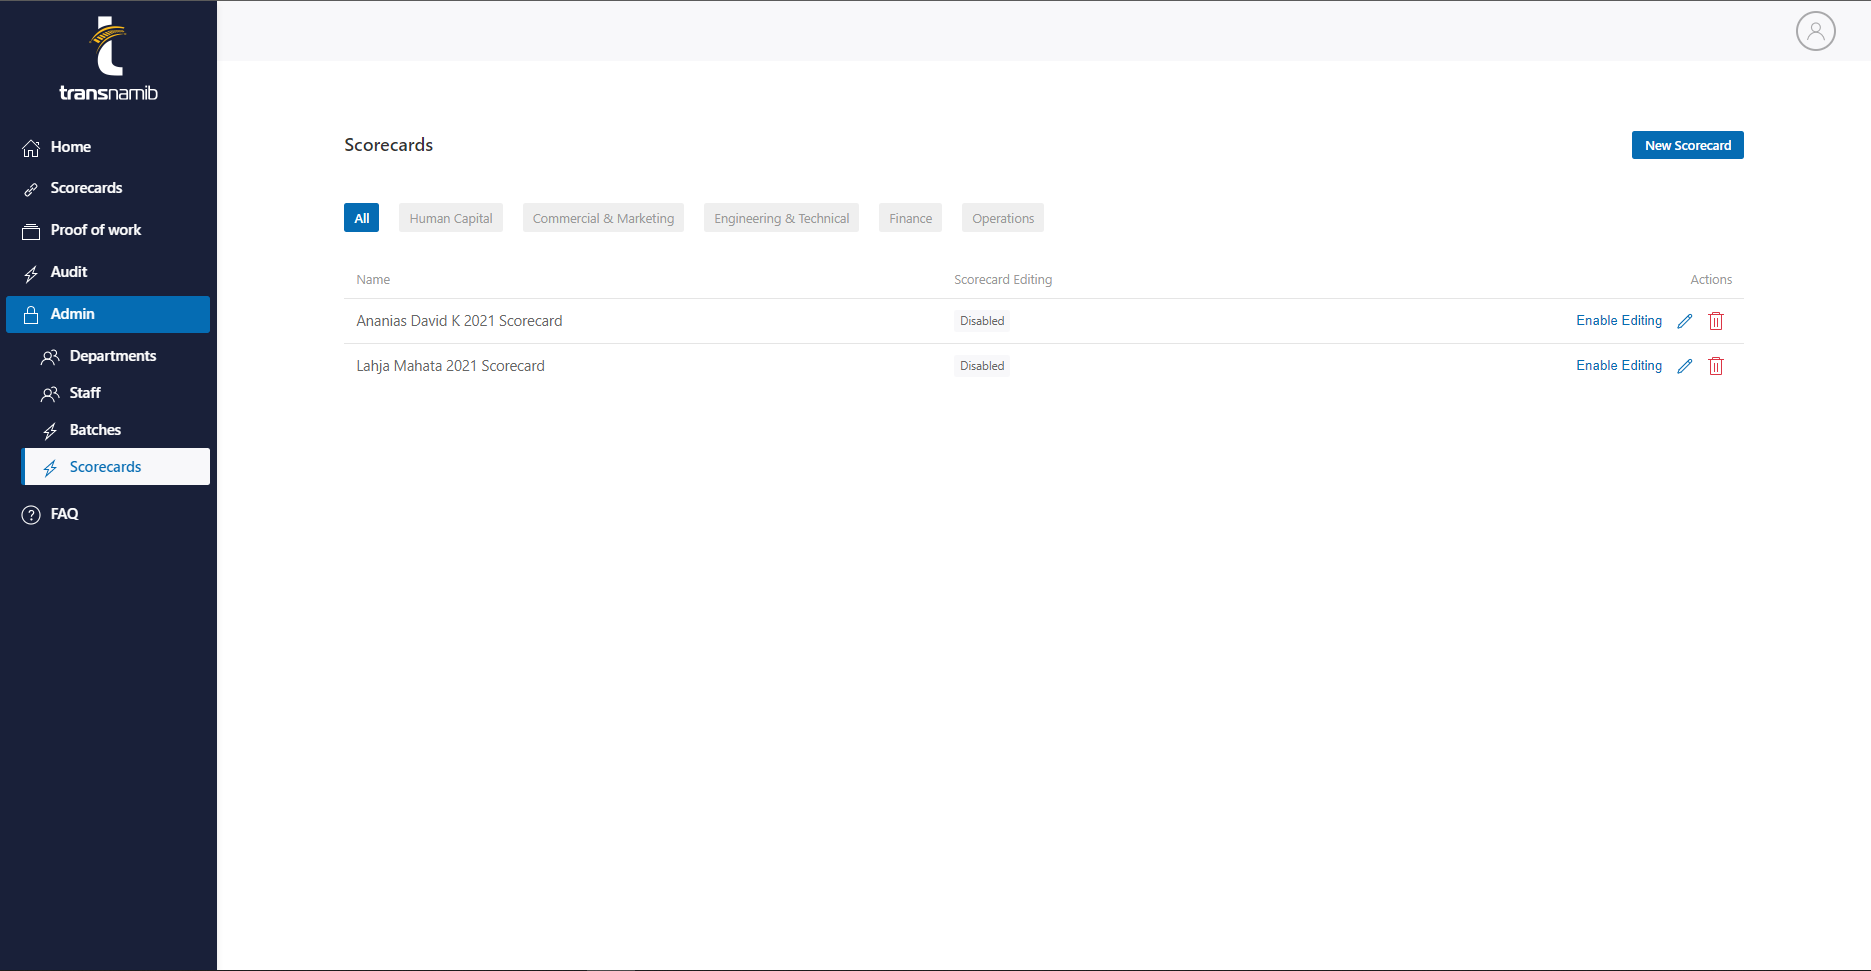 transnamib
Home
Scorecards
Proof of work
Audit
Admin
Departments
Staff
Batches
Scorecards
FAQ
Scorecards
New Scorecard
All Human Capital Commercial & Marketing Engineering & Technical Finance Operations
Name Scorecard Editing Actions
Ananias David K 2021 Scorecard Disabled Enable Editing
Lahja Mahata 2021 Scorecard Disabled Enable Editing